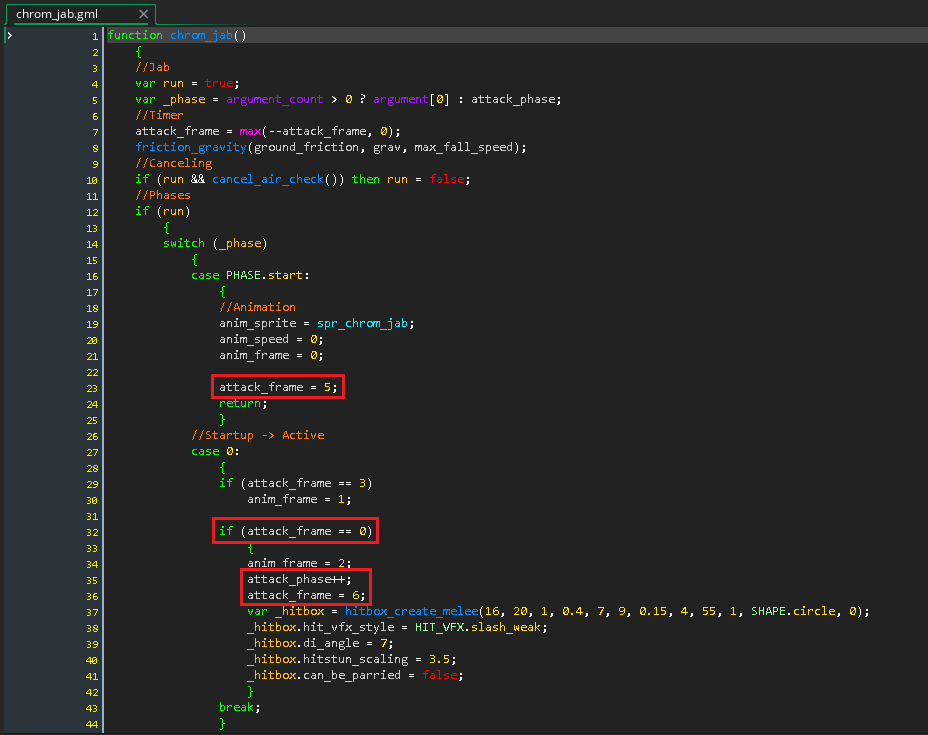 chrom_jab.gml
1 function chrom_jab()
2 {
3 //Jab
4 var run = true;
5 var _phase = argument_count > 0 ? argument[0] : attack_phase;
6 //Timer
7 attack_frame = max(--attack_frame, 0);
8 friction_gravity(ground_friction, grav, max_fall_speed);
9 //Canceling
10 if (run && cancel_air_check()) then run = false;
11 //Phases
12 if (run)
13 {
14 switch (_phase)
15 {
16 case PHASE.start:
17 {
18 //Animation
19 anim_sprite = spr_chrom_jab;
20 anim_speed = 0;
21 anim_frame = 0;
22
23 attack_frame = 5;
24 return;
25 }
26 //Startup -> Active
27 case 0:
28 {
29 if (attack_frame == 3)
30 anim_frame = 1;
31
32 if (attack_frame == 0)
33 {
34 anim_frame = 2;
35 attack_phase++;
36 attack_frame = 6;
37 var _hitbox = hitbox_create_melee(16, 20, 1, 0.4, 7, 9, 0.15, 4, 55, 1, SHAPE.circle, 0);
38 _hitbox.hit_vfx_style = HIT_VFX.slash_weak;
39 _hitbox.di_angle = 7;
40 _hitbox.hitstun_scaling = 3.5;
41 _hitbox.can_be_parried = false;
42 }
43 break;
44 }